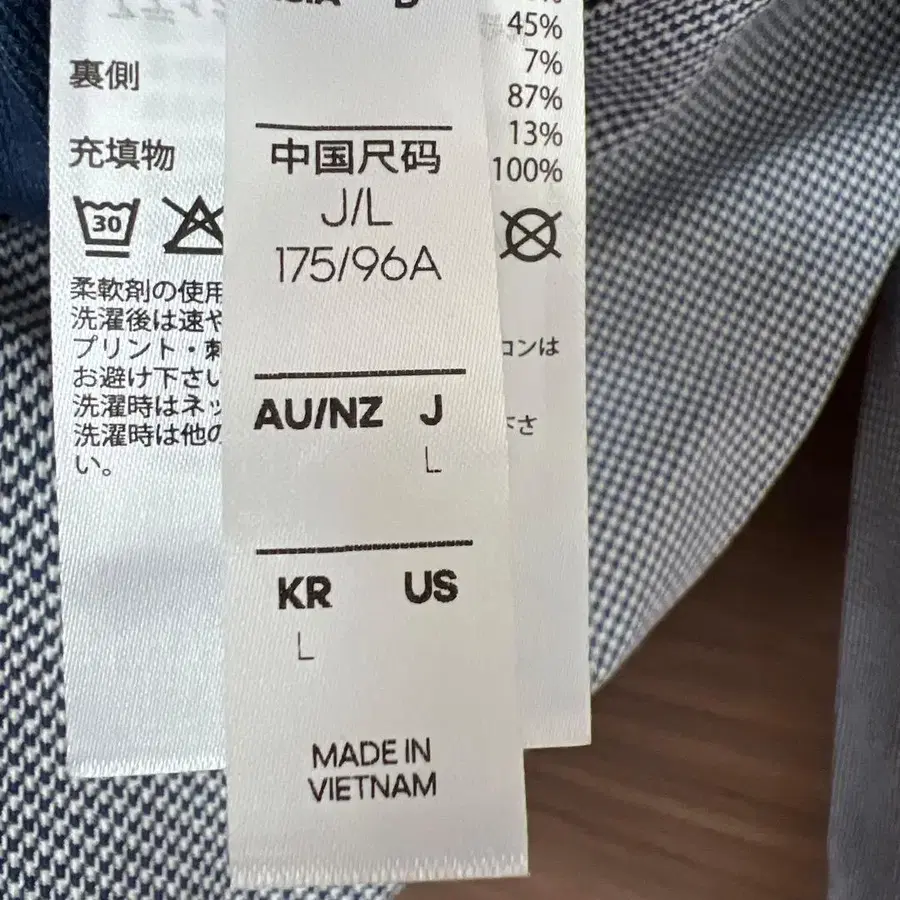 45%
7%
裏側
87%
13%
充填物
100%
30
柔軟剤の使用
洗濯後は速や
プリント・刺
コンは
お避け下さい
洗濯時はネッ
洗濯時は他の
下さ
い。
中国尺码
J/L
175/96A
AU/NZ J
L
KR US
L
MADE IN
VIETNAM